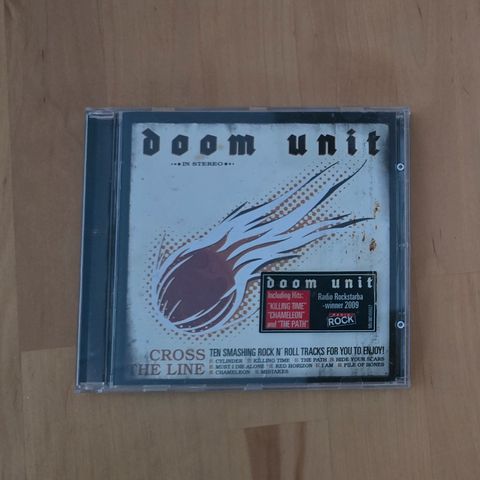 doom unit
IN STEREO
doom unit
Including Hits:
"KILLING TIME"
"CHAMELEON"
and "THE PATH"
Radio Rockstarba
-winner 2009
RADIO
ROCK
CROSS
THE LINE
TEN SMASHING ROCK N' ROLL TRACKS FOR YOU TO ENJOY!
CYLINDER KILLING TIME THE PATH HIDE YOUR SCARS
MUST I DIE ALONE RED HORIZON I AM PILE OF BONES
CHAMELEON MISTAKES